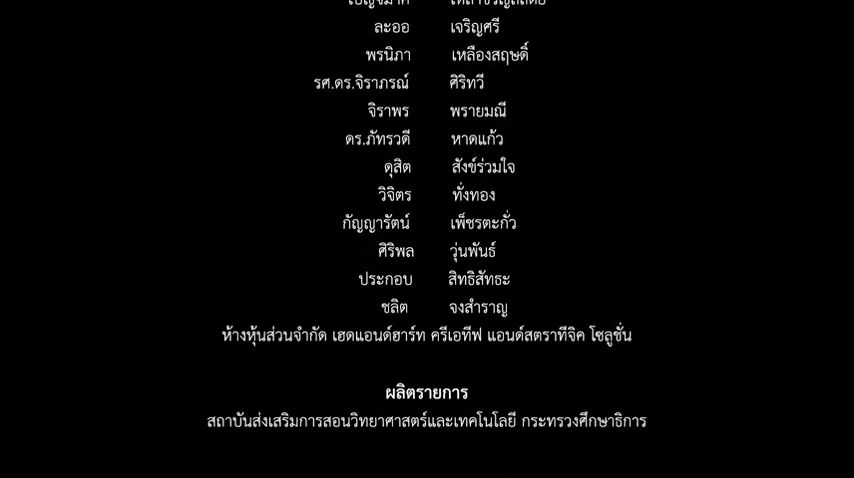 ละออ เจริญศรี
พรนิภา เหลืองสฤษดิ์
รศ.ดร.จิราภรณ์ ศิริทวี
จิราพร พรายมณี
ดร.ภัทรวดี หาดแก้ว
ดุสิต สังข์ร่วมใจ
วิจิตร ทั่งทอง
กัญญารัตน์ เพ็ชรตะกั่ว
ศิริพล วุ่นพันธ์
ประกอบ สิทธิสัทธะ
ชลิต จงสำราญ
ห้างหุ้นส่วนจำกัด เฮดแอนด์ฮาร์ท ครีเอทีฟ แอนด์สตราทีจิค โซลูชั่น
ผลิตรายการ
สถาบันส่งเสริมการสอนวิทยาศาสตร์และเทคโนโลยี กระทรวงศึกษาธิการ